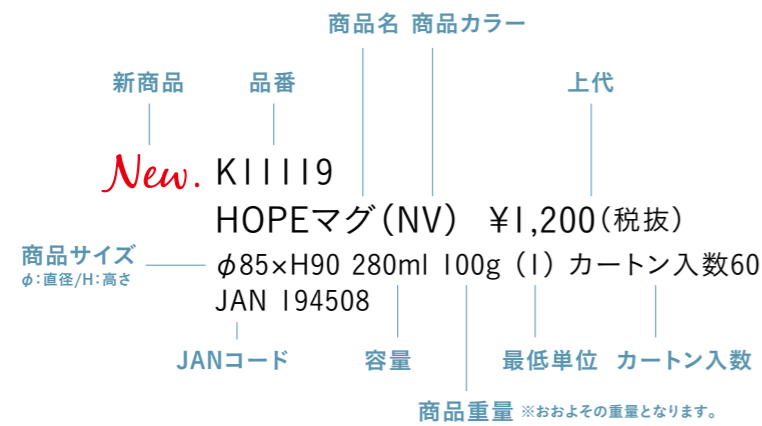 商品名 商品カラー
新商品 品番 上代
New. K11119
HOPEマグ(NV) ¥1,200(税抜)
商品サイズ
φ:直径/H:高さ
φ85×H90 280ml 100g (1) カートン入数60
JAN 194508
JANコード 容量 最低単位 カートン入数
商品重量 ※おおよその重量となります。